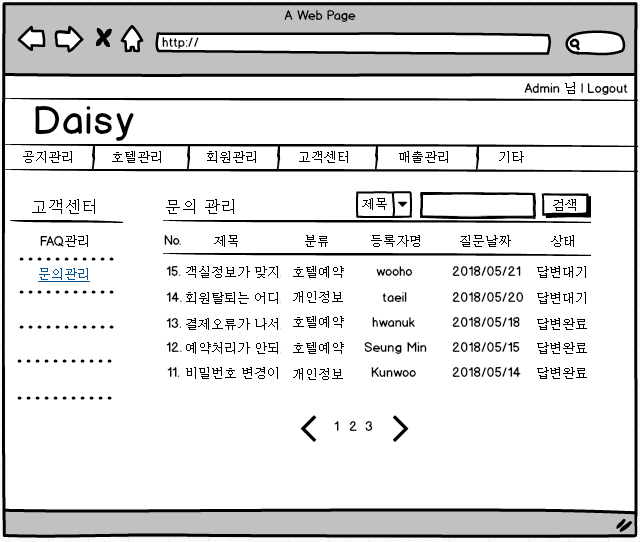 A Web Page
http://
Admin 님 | Logout
Daisy
공지관리 호텔관리 회원관리 고객센터 매출관리 기타
고객센터
FAQ관리
문의관리
문의 관리 제목 검색
No. 제목 분류 등록자명 질문날짜 상태
15. 객실정보가 맞지 호텔예약 wooho 2018/05/21 답변대기
14. 회원탈퇴는 어디 개인정보 taeil 2018/05/20 답변대기
13. 결제오류가 나서 호텔예약 hwanuk 2018/05/18 답변완료
12. 예약처리가 안되 호텔예약 Seung Min 2018/05/15 답변완료
11. 비밀번호 변경이 개인정보 Kunwoo 2018/05/14 답변완료
1 2 3